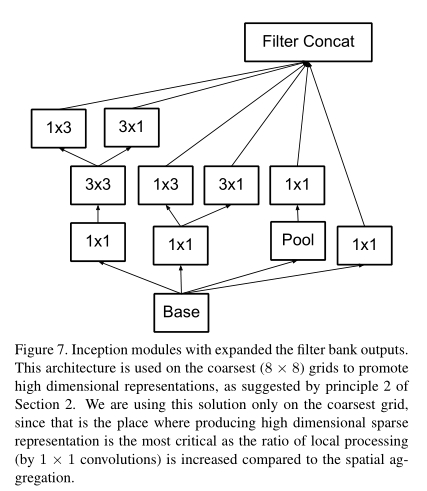 Filter Concat
1x3
3x1
3x3
1x3
3x1
1x1
1x1
1x1
Pool
1x1
Base
Figure 7. Inception modules with expanded the filter bank outputs.
This architecture is used on the coarsest (8 × 8) grids to promote
high dimensional representations, as suggested by principle 2 of
Section 2. We are using this solution only on the coarsest grid,
since that is the place where producing high dimensional sparse
representation is the most critical as the ratio of local processing
(by 1 × 1 convolutions) is increased compared to the spatial ag-
gregation.